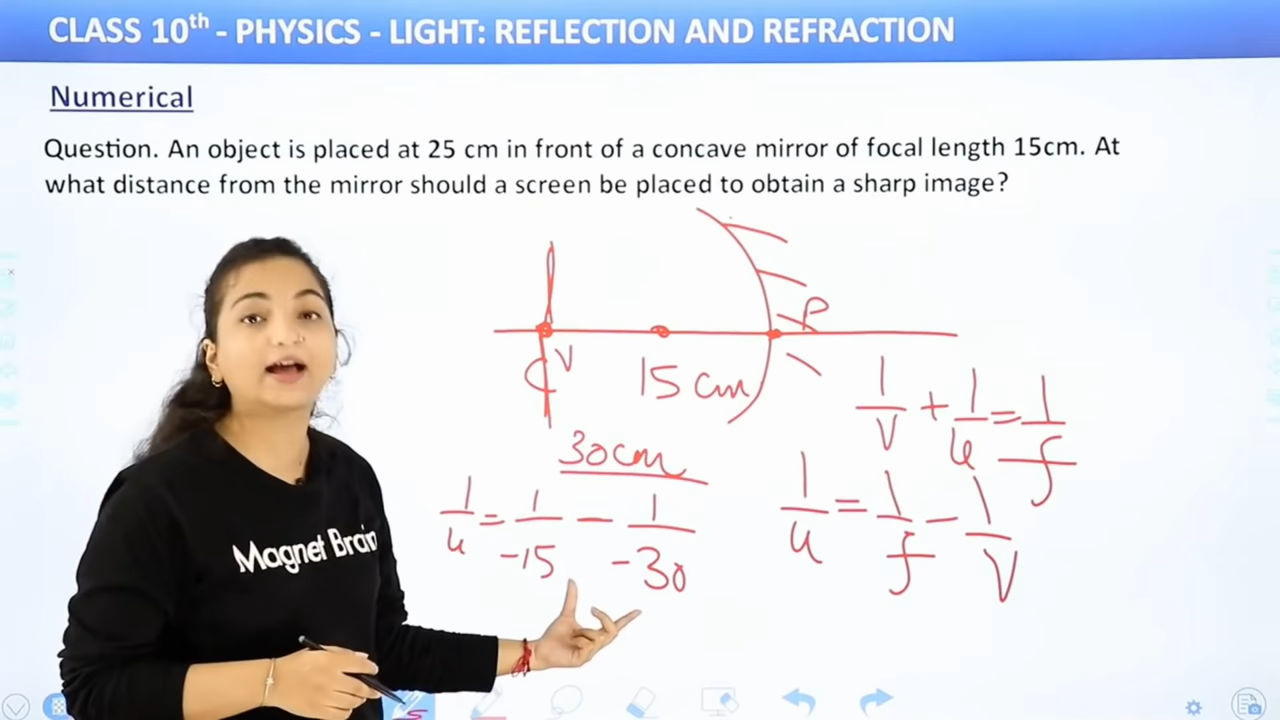 CLASS 10th - PHYSICS - LIGHT: REFLECTION AND REFRACTION
Numerical
Question. An object is placed at 25 cm in front of a concave mirror of focal length 15cm. At
what distance from the mirror should a screen be placed to obtain a sharp image?
P
C V 15 cm
1/V + 1/u = 1/f
30cm
1/u = 1/-15 - 1/-30
1/u = 1/f - 1/V
Magnet Brain